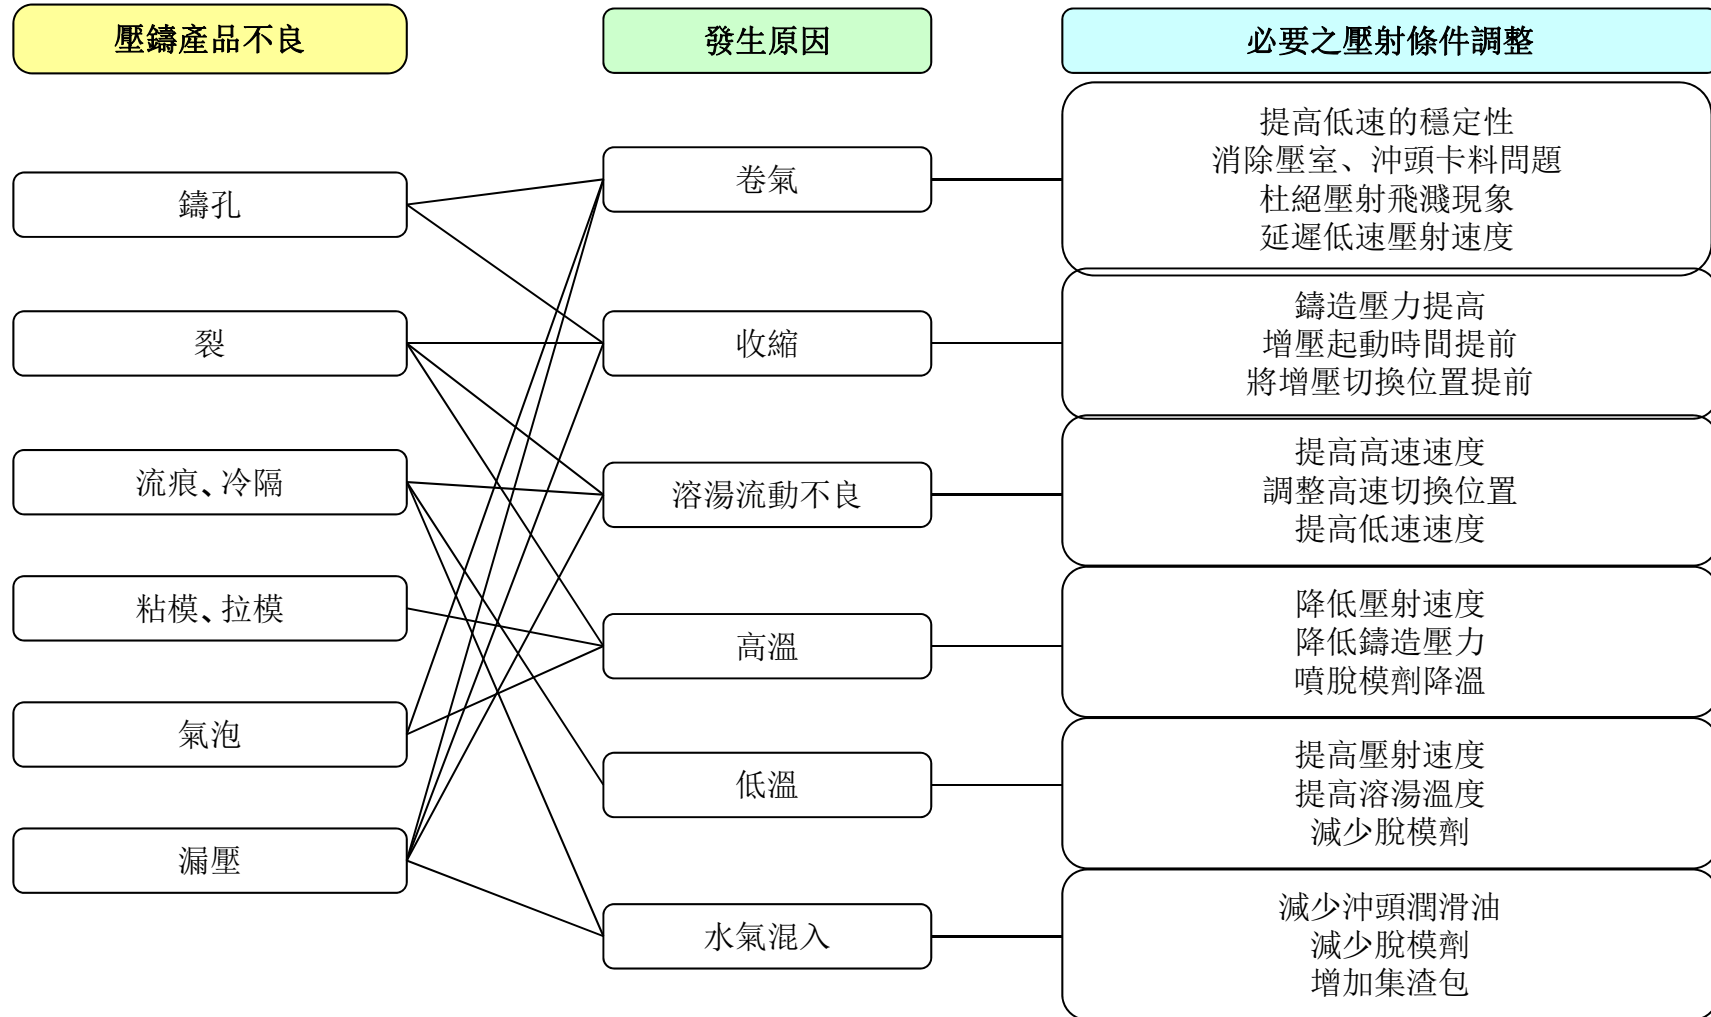 壓鑄產品不良
發生原因
必要之壓射條件調整
鑄孔
裂
流痕、冷隔
粘模、拉模
氣泡
漏壓
卷氣
收縮
溶湯流動不良
高溫
低溫
水氣混入
提高低速的穩定性
消除壓室、沖頭卡料問題
杜絕壓射飛濺現象
延遲低速壓射速度
鑄造壓力提高
增壓起動時間提前
將增壓切換位置提前
提高高速速度
調整高速切換位置
提高低速速度
降低壓射速度
降低鑄造壓力
噴脫模劑降溫
提高壓射速度
提高溶湯溫度
減少脫模劑
減少沖頭潤滑油
減少脫模劑
增加集渣包